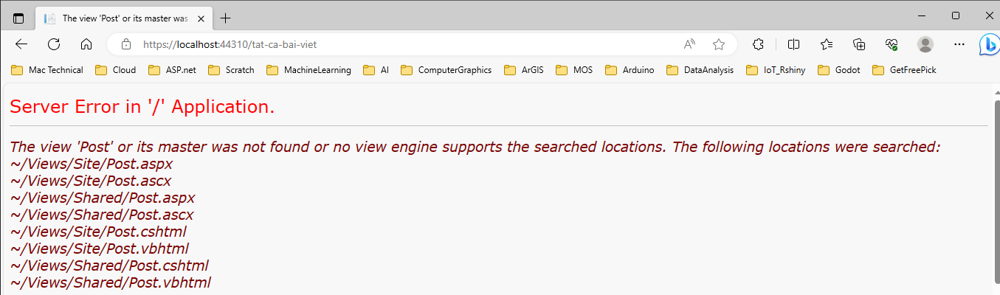 The view 'Post' or its master was
https://localhost:44310/tat-ca-bai-viet
Mac Technical Cloud ASP.net Scratch MachineLearning AI ComputerGraphics ArGIS MOS Arduino DataAnalysis IoT_Rshiny Godot GetFreePick
Server Error in '/' Application.
The view 'Post' or its master was not found or no view engine supports the searched locations. The following locations were searched:
~/Views/Site/Post.aspx
~/Views/Site/Post.ascx
~/Views/Shared/Post.aspx
~/Views/Shared/Post.ascx
~/Views/Site/Post.cshtml
~/Views/Site/Post.vbhtml
~/Views/Shared/Post.cshtml
~/Views/Shared/Post.vbhtml